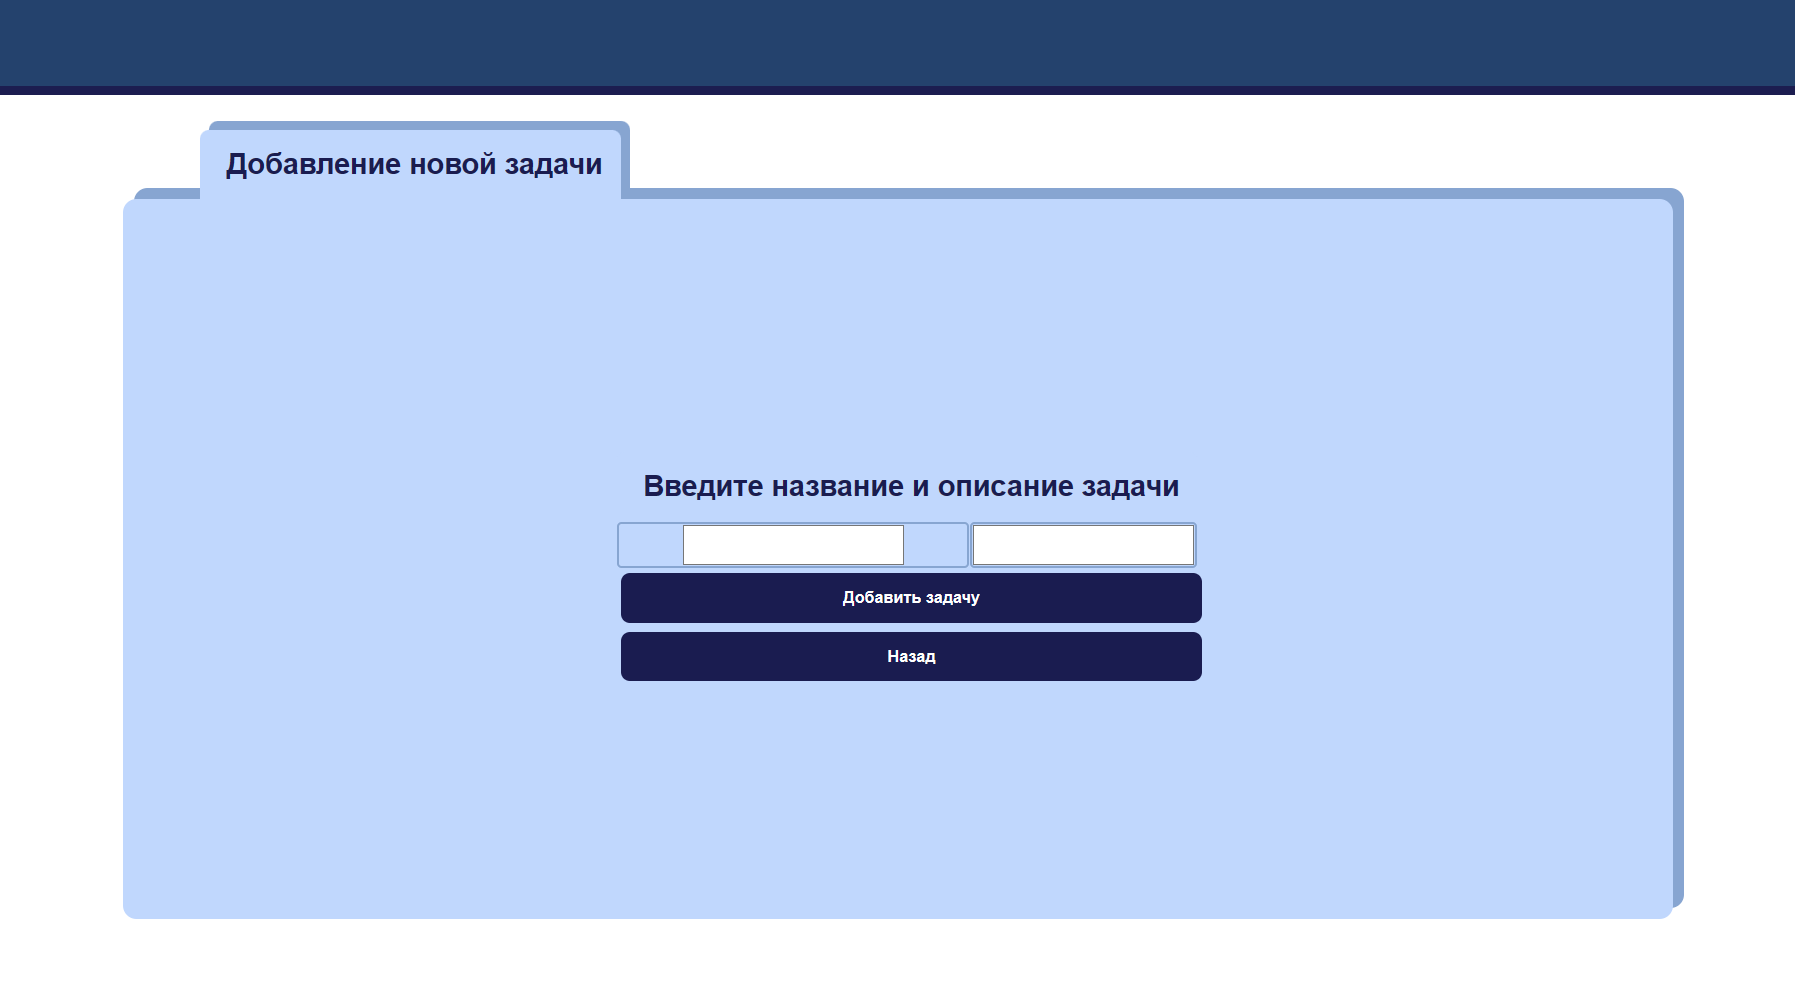 Добавление новой задачи
Введите название и описание задачи
Добавить задачу
Назад